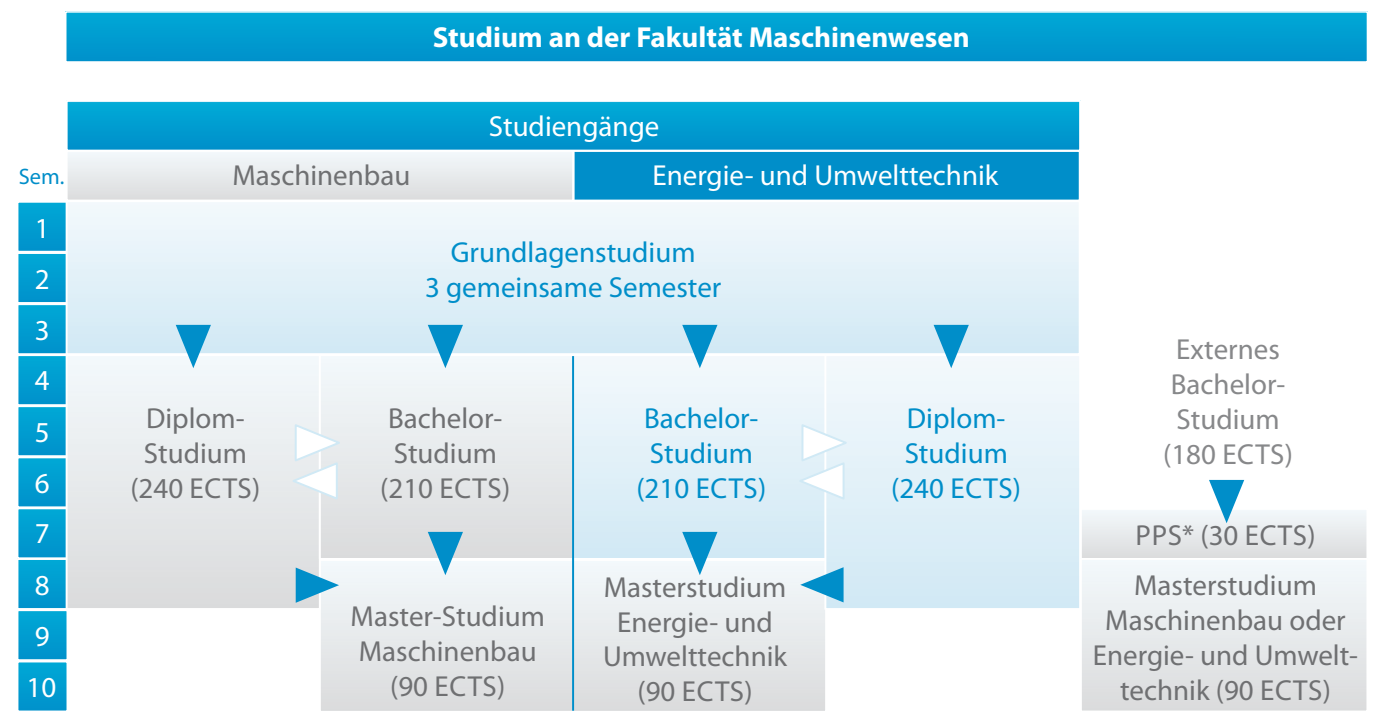 Studium an der Fakultät Maschinenwesen
Studiengänge
Sem.
Maschinenbau
Energie- und Umwelttechnik
1
2
3
4
5
6
7
8
9
10
Grundlagenstudium
3 gemeinsame Semester
Diplom-
Studium
(240 ECTS)
Bachelor-
Studium
(210 ECTS)
Bachelor-
Studium
(210 ECTS)
Diplom-
Studium
(240 ECTS)
Externes
Bachelor-
Studium
(180 ECTS)
PPS* (30 ECTS)
Master-Studium
Maschinenbau
(90 ECTS)
Masterstudium
Energie- und
Umwelttechnik
(90 ECTS)
Masterstudium
Maschinenbau oder
Energie- und Umwelt-
technik (90 ECTS)